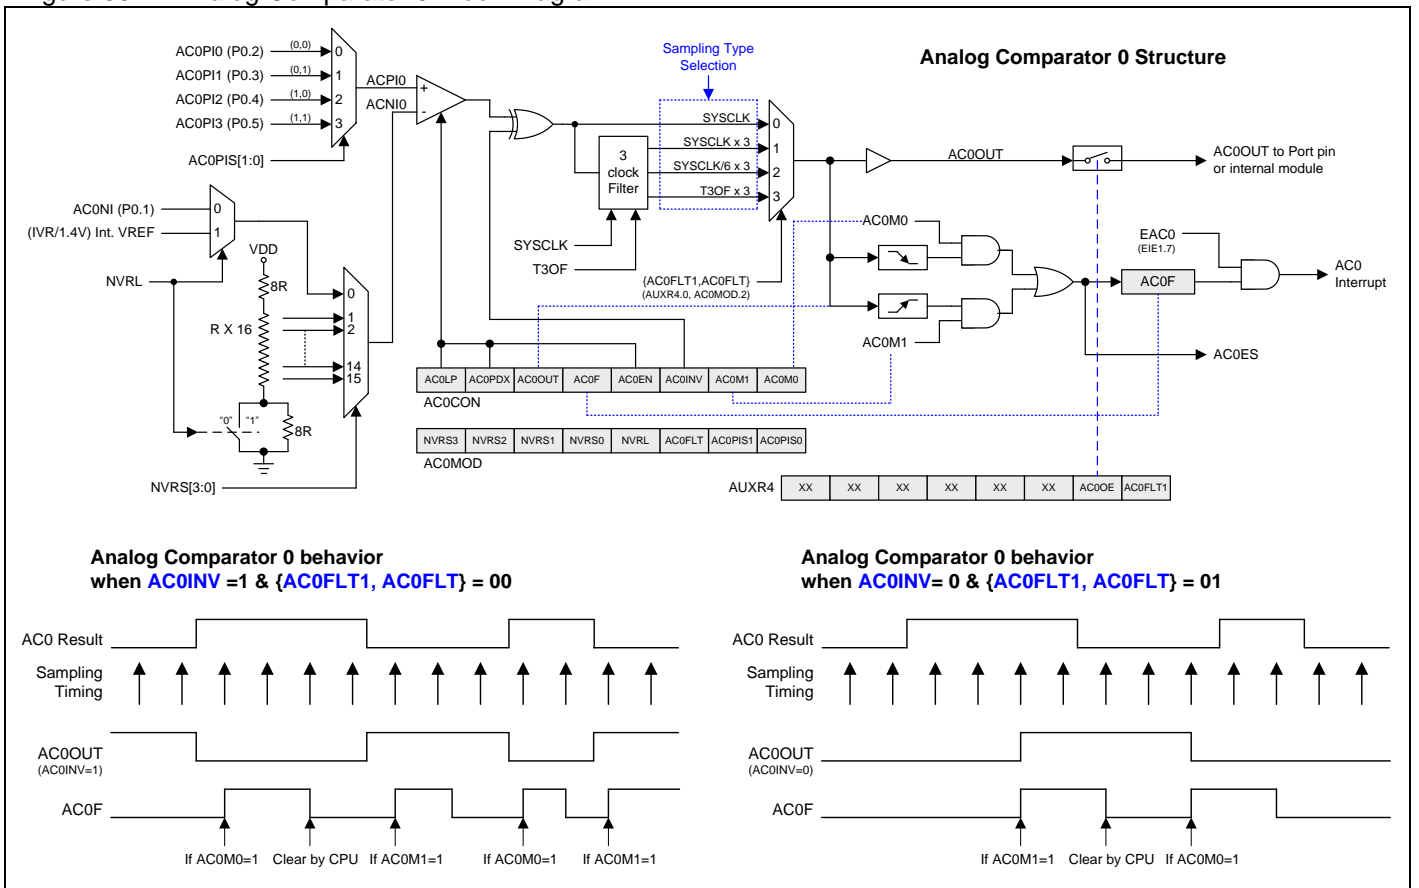 Analog Comparator 0 Structure
Sampling Type
Selection
AC0PI0 (P0.2)
(0,0)
0
AC0PI1 (P0.3)
(0,1)
1
AC0PI2 (P0.4)
(1,0)
2
AC0PI3 (P0.5)
(1,1)
3
AC0PIS[1:0]
ACPI0
ACNI0
+
-
SYSCLK
0
SYSCLK x 3
1
SYSCLK/6 x 3
2
T3OF x 3
3
3
clock
Filter
SYSCLK
T3OF
{AC0FLT1,AC0FLT}
(AUXR4.0, AC0MOD.2)
AC0OUT
AC0OUT to Port pin
or internal module
AC0M0
AC0M1
EAC0
(EIE1.7)
AC0F
AC0
Interrupt
AC0ES
AC0NI (P0.1)
0
(IVR/1.4V) Int. VREF
1
NVRL
VDD
8R
R X 16
0
1
2
14
15
"0"
"1"
8R
NVRS[3:0]
AC0LP AC0PDX AC0OUT AC0F AC0EN AC0INV AC0M1 AC0M0
AC0CON
NVRS3 NVRS2 NVRS1 NVRS0 NVRL AC0FLT AC0PIS1 AC0PIS0
AC0MOD
AUXR4 XX XX XX XX XX XX AC0OE AC0FLT1
Analog Comparator 0 behavior
when AC0INV =1 & {AC0FLT1, AC0FLT} = 00
AC0 Result
Sampling
Timing
AC0OUT
(AC0INV=1)
AC0F
If AC0M0=1 Clear by CPU If AC0M1=1 If AC0M0=1 If AC0M1=1
Analog Comparator 0 behavior
when AC0INV= 0 & {AC0FLT1, AC0FLT} = 01
AC0 Result
Sampling
Timing
AC0OUT
(AC0INV=0)
AC0F
If AC0M1=1 Clear by CPU If AC0M0=1